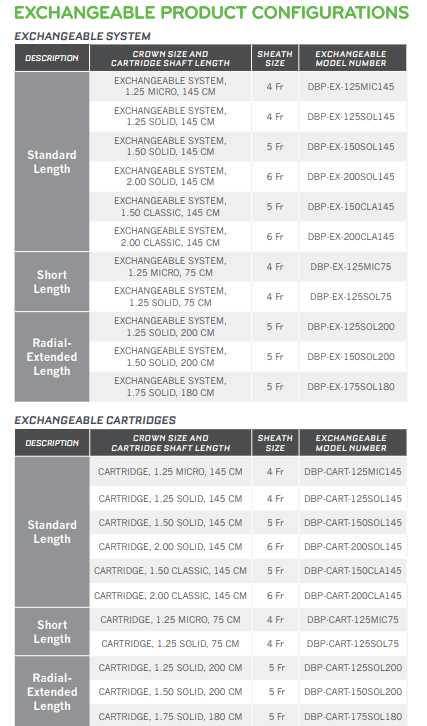 EXCHANGEABLE PRODUCT CONFIGURATIONS
EXCHANGEABLE SYSTEM
DESCRIPTION CROWN SIZE AND CARTRIDGE SHAFT LENGTH SHEATH SIZE EXCHANGEABLE MODEL NUMBER
Standard Length
EXCHANGEABLE SYSTEM, 1.25 MICRO, 145 CM 4 Fr DBP-EX-125MIC145
EXCHANGEABLE SYSTEM, 1.25 SOLID, 145 CM 4 Fr DBP-EX-125SOL145
EXCHANGEABLE SYSTEM, 1.50 SOLID, 145 CM 5 Fr DBP-EX-150SOL145
EXCHANGEABLE SYSTEM, 2.00 SOLID, 145 CM 6 Fr DBP-EX-200SOL145
EXCHANGEABLE SYSTEM, 1.50 CLASSIC, 145 CM 5 Fr DBP-EX-150CLA145
EXCHANGEABLE SYSTEM, 2.00 CLASSIC, 145 CM 6 Fr DBP-EX-200CLA145
Short Length
EXCHANGEABLE SYSTEM, 1.25 MICRO, 75 CM 4 Fr DBP-EX-125MIC75
EXCHANGEABLE SYSTEM, 1.25 SOLID, 75 CM 4 Fr DBP-EX-125SOL75
Radial-Extended Length
EXCHANGEABLE SYSTEM, 1.25 SOLID, 200 CM 5 Fr DBP-EX-125SOL200
EXCHANGEABLE SYSTEM, 1.50 SOLID, 200 CM 5 Fr DBP-EX-150SOL200
EXCHANGEABLE SYSTEM, 1.75 SOLID, 180 CM 5 Fr DBP-EX-175SOL180
EXCHANGEABLE CARTRIDGES
DESCRIPTION CROWN SIZE AND CARTRIDGE SHAFT LENGTH SHEATH SIZE EXCHANGEABLE MODEL NUMBER
Standard Length
CARTRIDGE, 1.25 MICRO, 145 CM 4 Fr DBP-CART-125MIC145
CARTRIDGE, 1.25 SOLID, 145 CM 4 Fr DBP-CART-125SOL145
CARTRIDGE, 1.50 SOLID, 145 CM 5 Fr DBP-CART-150SOL145
CARTRIDGE, 2.00 SOLID, 145 CM 6 Fr DBP-CART-200SOL145
CARTRIDGE, 1.50 CLASSIC, 145 CM 5 Fr DBP-CART-150CLA145
CARTRIDGE, 2.00 CLASSIC, 145 CM 6 Fr DBP-CART-200CLA145
Short Length
CARTRIDGE, 1.25 MICRO, 75 CM 4 Fr DBP-CART-125MIC75
CARTRIDGE, 1.25 SOLID, 75 CM 4 Fr DBP-CART-125SOL75
Radial-Extended Length
CARTRIDGE, 1.25 SOLID, 200 CM 5 Fr DBP-CART-125SOL200
CARTRIDGE, 1.50 SOLID, 200 CM 5 Fr DBP-CART-150SOL200
CARTRIDGE, 1.75 SOLID, 180 CM 5 Fr DBP-CART-175SOL180